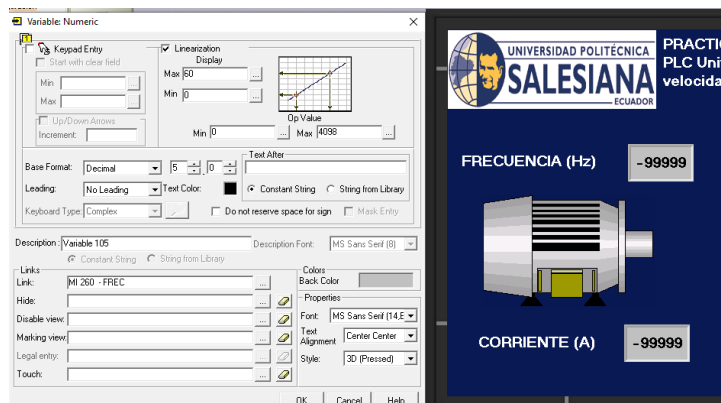 Variable: Numeric
Keypad Entry
Start with clear field
Min
...
Max
...
Up/Down Arrows
Increment:
Linearization
Display
Max 60 ...
Min 0 ...
Op Value
Min 0 ... Max 4098 ...
Base Format: Decimal 5 . 0
Leading: No Leading Text Color:
Keyboard Type: Complex ...
Text After
Constant String String from Library
Do not reserve space for sign Mask Entry
Description: Variable 105 Description Font: MS Sans Serif (8)
Constant String String from Library
Links
Link: MI 260 - FREC ...
Hide: ...
Disable view: ...
Marking view: ...
Legal entry: ...
Touch: ...
Colors
Back Color
Properties
Font: MS Sans Serif (14,E
Text Alignment Center Center
Style: 3D (Pressed)
OK Cancel Help
UNIVERSIDAD POLITÉCNICA
SALESIANA
ECUADOR
PRACTIC
PLC Uni
velocida
FRECUENCIA (Hz) -99999
CORRIENTE (A) -99999